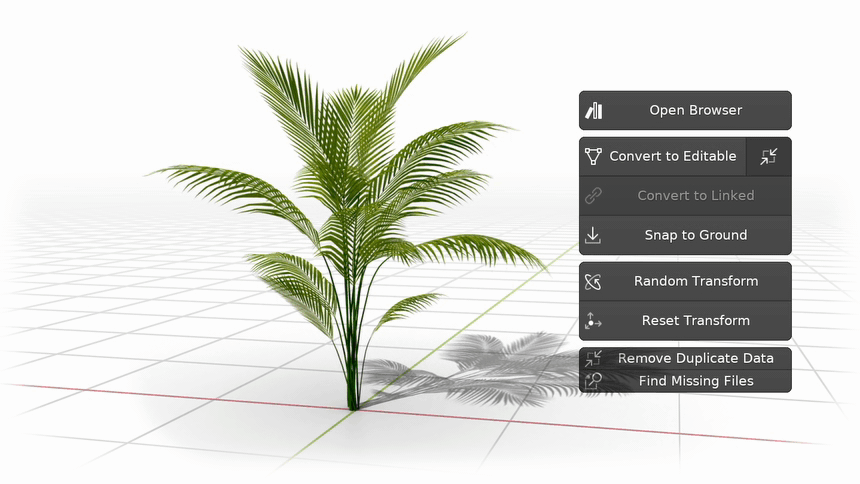 Open Browser
Convert to Editable
Convert to Linked
Snap to Ground
Random Transform
Reset Transform
Remove Duplicate Data
Find Missing Files